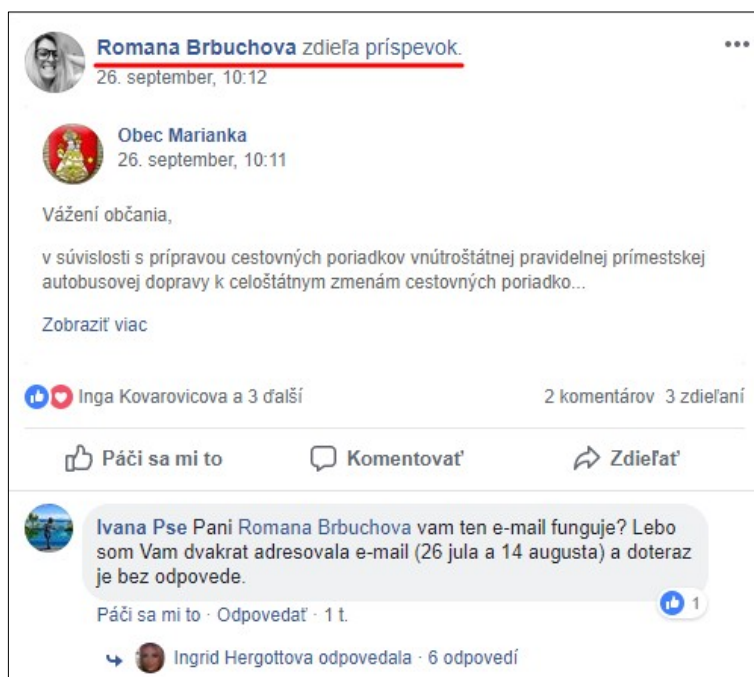 Romana Brbuchova zdieľa príspevok.
26. september, 10:12
Obec Marianka
26. september, 10:11
Vážení občania,
v súvislosti s prípravou cestovných poriadkov vnútroštátnej pravidelnej prímestskej
autobusovej dopravy k celoštátnym zmenám cestovných poriadko...
Zobraziť viac
Inga Kovarovicova a 3 ďalší
2 komentárov 3 zdieľaní
Páči sa mi to
Komentovať
Zdieľať
Ivana Pse Pani Romana Brbuchova vam ten e-mail funguje? Lebo
som Vam dvakrat adresovala e-mail (26 jula a 14 augusta) a doteraz
je bez odpovede.
1
Páči sa mi to · Odpovedať · 1 t.
Ingrid Hergottova odpovedala · 6 odpovedí